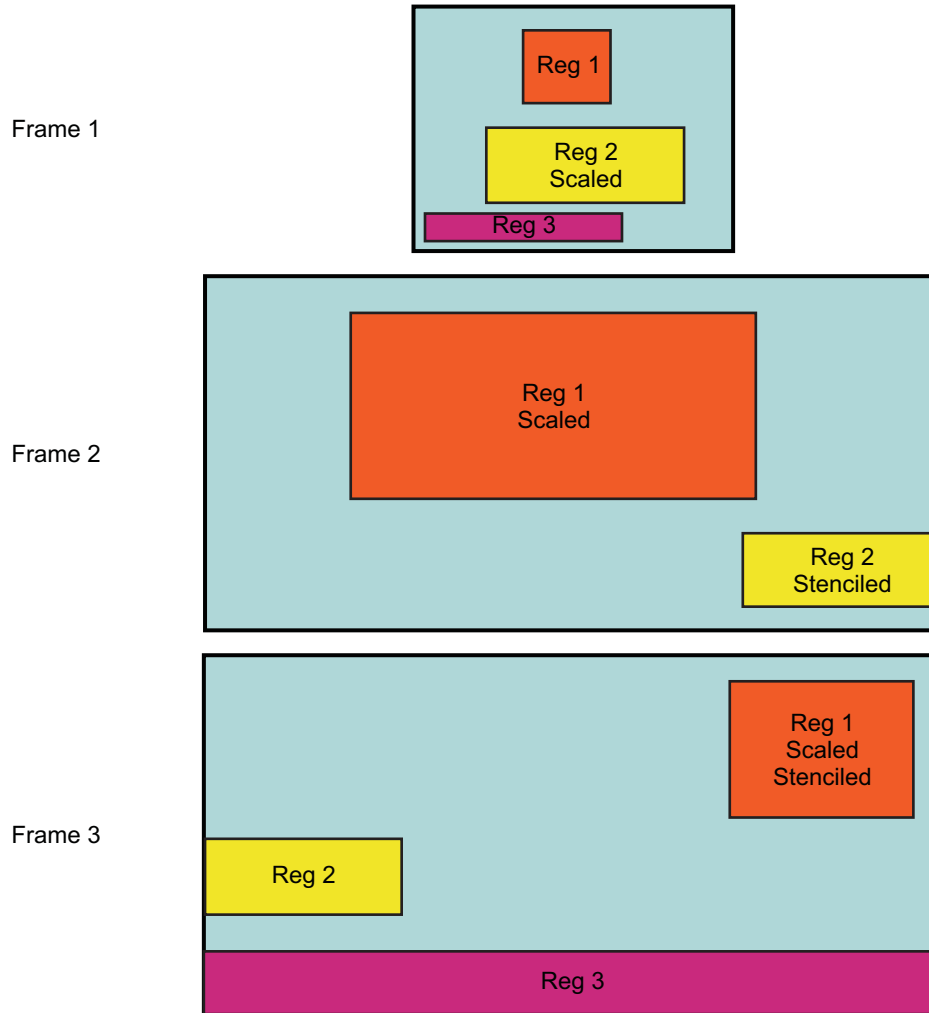 Frame 1
Reg 1
Reg 2
Scaled
Reg 3
Frame 2
Reg 1
Scaled
Reg 2
Stenciled
Frame 3
Reg 1
Scaled
Stenciled
Reg 2
Reg 3